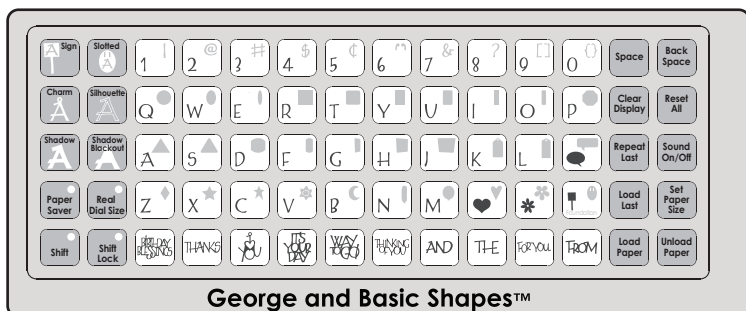 Sign Slotted 1 | 2 @ 3 # 4 $ 5 ¢ 6 " 7 & 8 ? 9 [ ] 0 { } Space Back Space
Charm Silhouette Q W E R T Y U I O P Clear Display Reset All
Shadow Shadow Blackout A S D F G H J K L Repeat Last Sound On/Off
Paper Saver Real Dial Size Z X C V B N M Foundation Load Last Set Paper Size
Shift Shift Lock BIRTHDAY BLESSINGS THANKS I YOU IT'S YOUR DAY WAY TO GO! THINKING OF YOU AND THE FOR YOU FROM Load Paper Unload Paper
George and Basic Shapes™